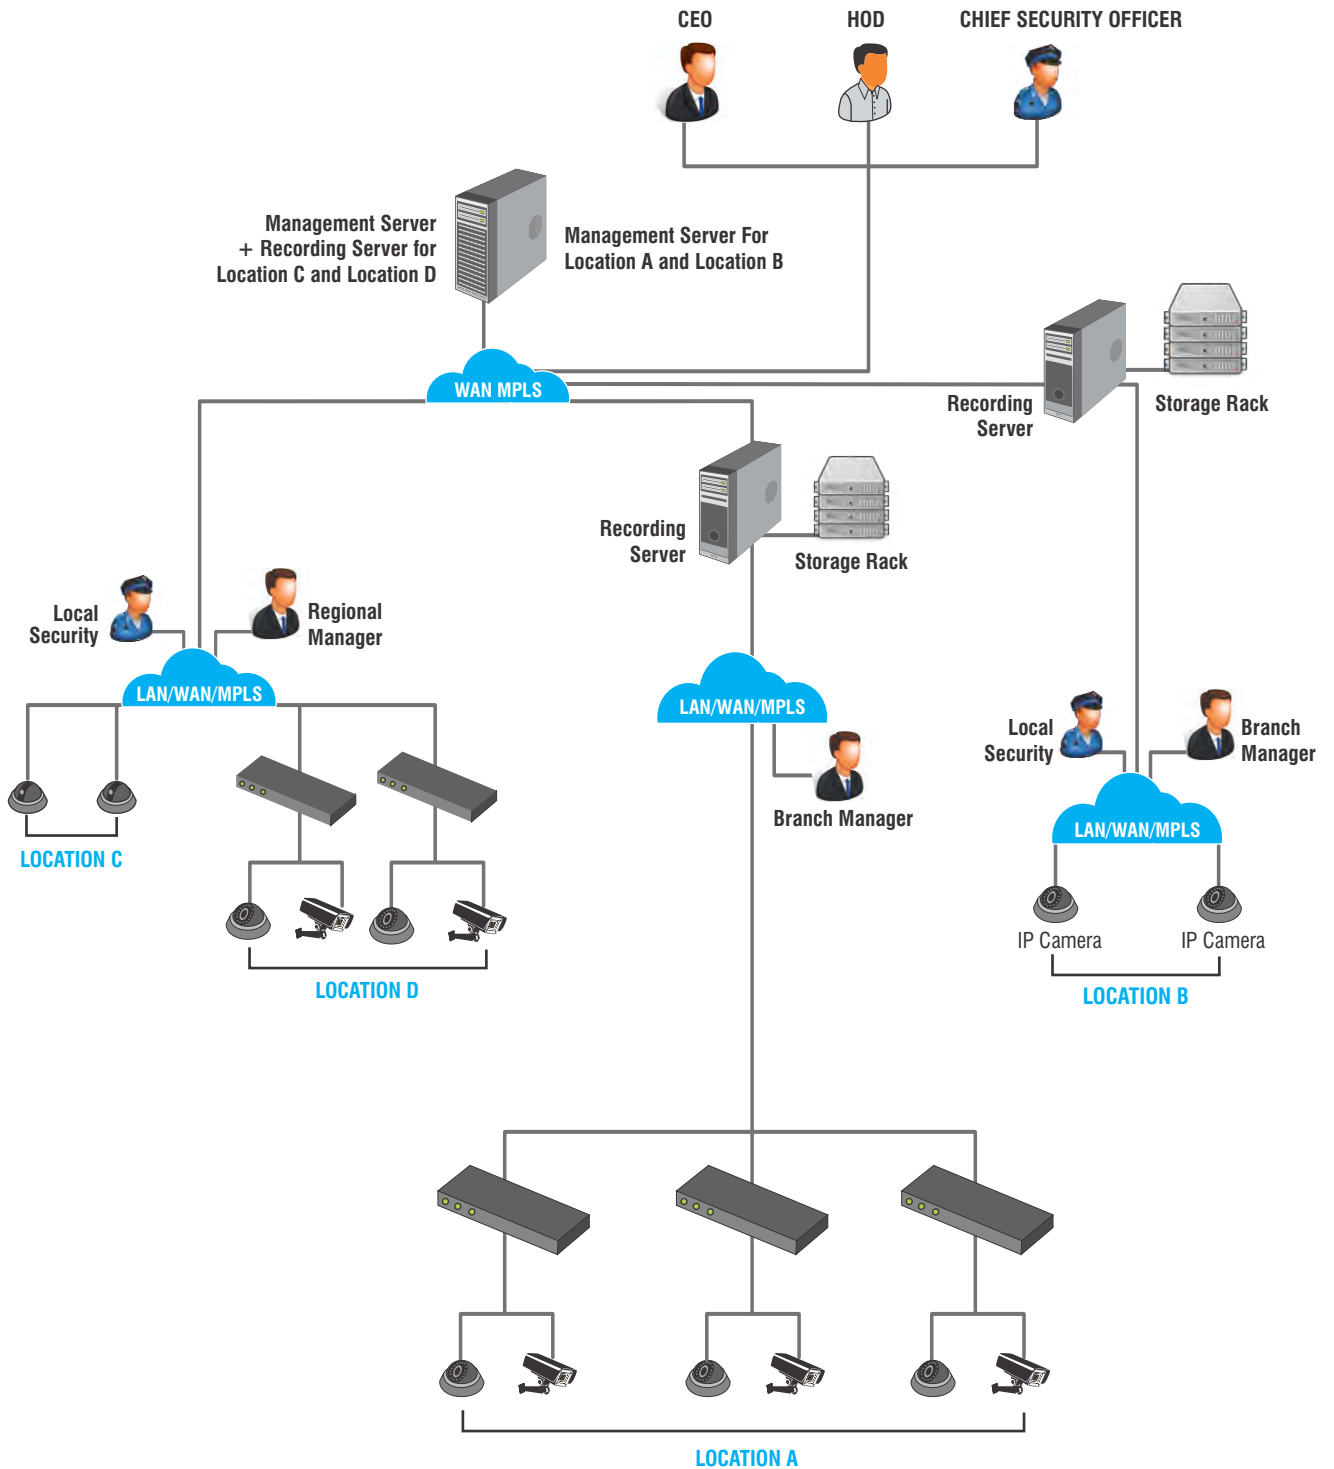 CEO
HOD
CHIEF SECURITY OFFICER
Management Server
+ Recording Server for
Location C and Location D
Management Server For
Location A and Location B
WAN MPLS
Recording
Server
Storage Rack
Recording
Server
Storage Rack
Local
Security
Regional
Manager
LAN/WAN/MPLS
LAN/WAN/MPLS
Branch Manager
Local
Security
Branch
Manager
LAN/WAN/MPLS
LOCATION C
LOCATION D
IP Camera
IP Camera
LOCATION B
LOCATION A